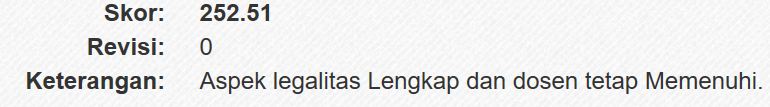 Skor: 252.51
Revisi: 0
Keterangan: Aspek legalitas Lengkap dan dosen tetap Memenuhi.